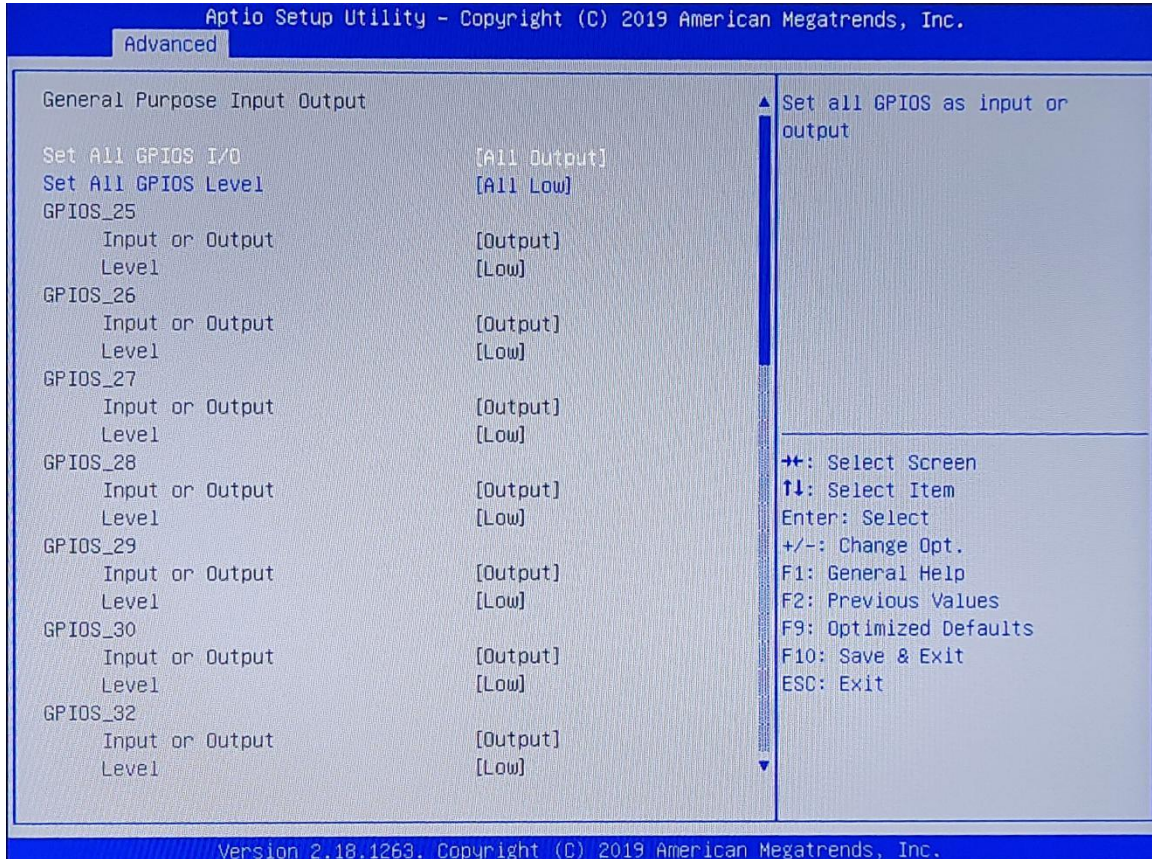 Aptio Setup Utility – Copyright (C) 2019 American Megatrends, Inc.
Advanced
General Purpose Input Output
Set All GPIOS I/O [All Output]
Set All GPIOS Level [All Low]
GPIOS_25
Input or Output [Output]
Level [Low]
GPIOS_26
Input or Output [Output]
Level [Low]
GPIOS_27
Input or Output [Output]
Level [Low]
GPIOS_28
Input or Output [Output]
Level [Low]
GPIOS_29
Input or Output [Output]
Level [Low]
GPIOS_30
Input or Output [Output]
Level [Low]
GPIOS_32
Input or Output [Output]
Level [Low]
Set all GPIOS as input or
output
→←: Select Screen
↑↓: Select Item
Enter: Select
+/-: Change Opt.
F1: General Help
F2: Previous Values
F9: Optimized Defaults
F10: Save & Exit
ESC: Exit
Version 2.18.1263. Copyright (C) 2019 American Megatrends, Inc.